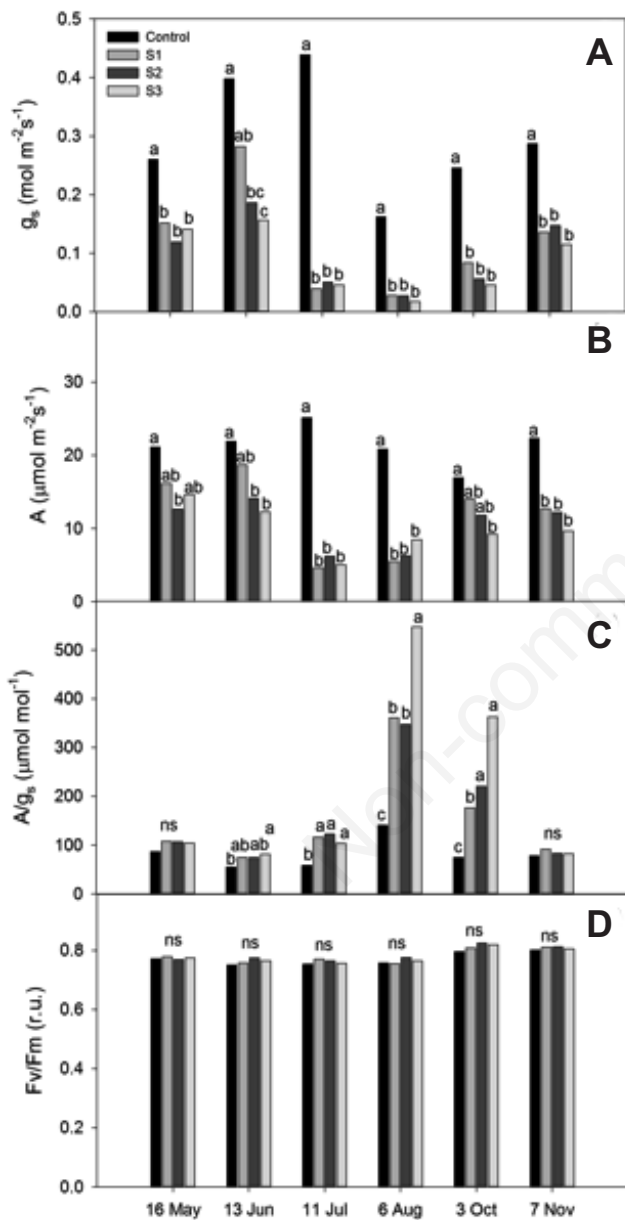 A
Control
S1
S2
S3
g_s (mol m⁻²s⁻¹)
0.5
0.4
0.3
0.2
0.1
0.0
a b b b
a ab bc c
a b b b
a b b b
a b b b
a b b b
B
A (μmol m⁻²s⁻¹)
30
20
10
0
a ab b ab
a ab b b
a b b b
a b b b
a ab ab b
a b b b
C
A/g_s (μmol mol⁻¹)
500
400
300
200
100
0
ns
b ab ab a
b a a a
c b b a
c b a a
ns
Non-comm
D
Fv/Fm (r.u.)
0.8
0.6
0.4
0.2
0.0
ns ns ns ns ns ns
16 May 13 Jun 11 Jul 6 Aug 3 Oct 7 Nov